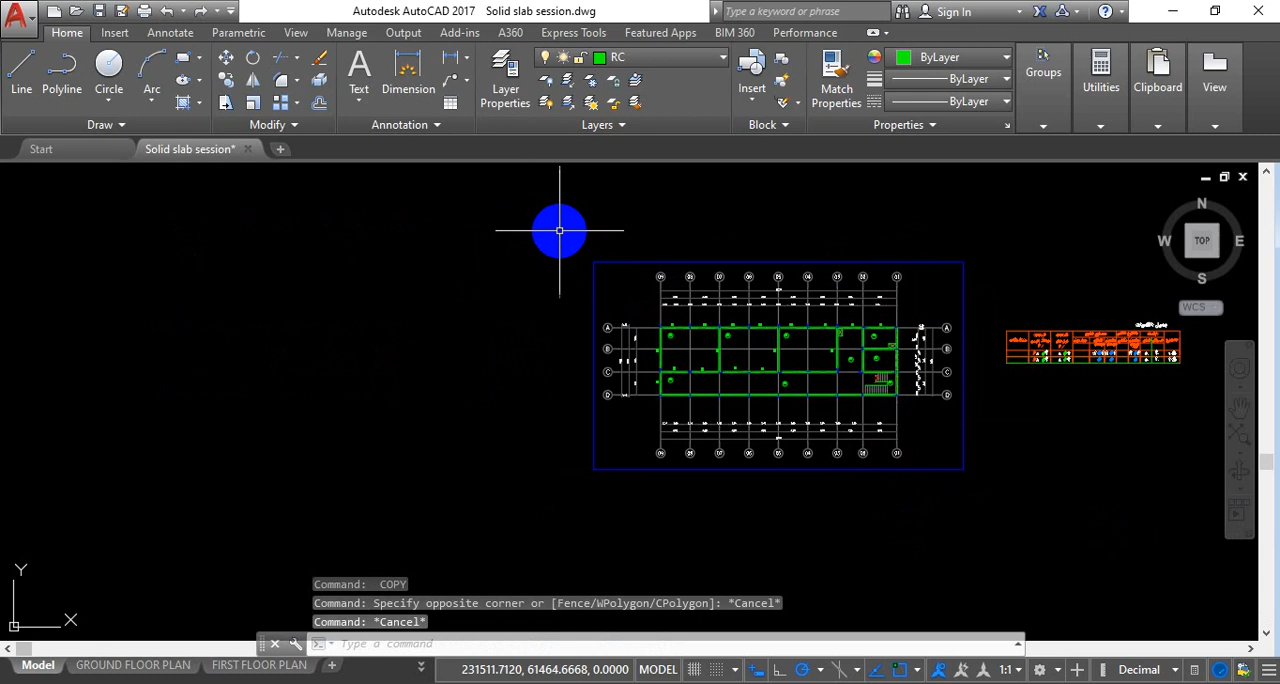 Autodesk AutoCAD 2017    Solid slab session.dwg
Type a keyword or phrase
Sign In
Home Insert Annotate Parametric View Manage Output Add-ins A360 Express Tools Featured Apps BIM 360 Performance
Line Polyline Circle Arc
Text Dimension
Layer Properties
RC
Insert
Match Properties
ByLayer
ByLayer
ByLayer
Groups Utilities Clipboard View
Draw Modify Annotation Layers Block Properties
Start Solid slab session*
N
W TOP E
S
WCS
A A
B B
C C
D D
Y
X
Command: COPY
Command: Specify opposite corner or [Fence/WPolygon/CPolygon]: *Cancel*
Command: *Cancel*
Type a command
Model GROUND FLOOR PLAN FIRST FLOOR PLAN
231511.7120, 61464.6668, 0.0000 MODEL 1:1 Decimal